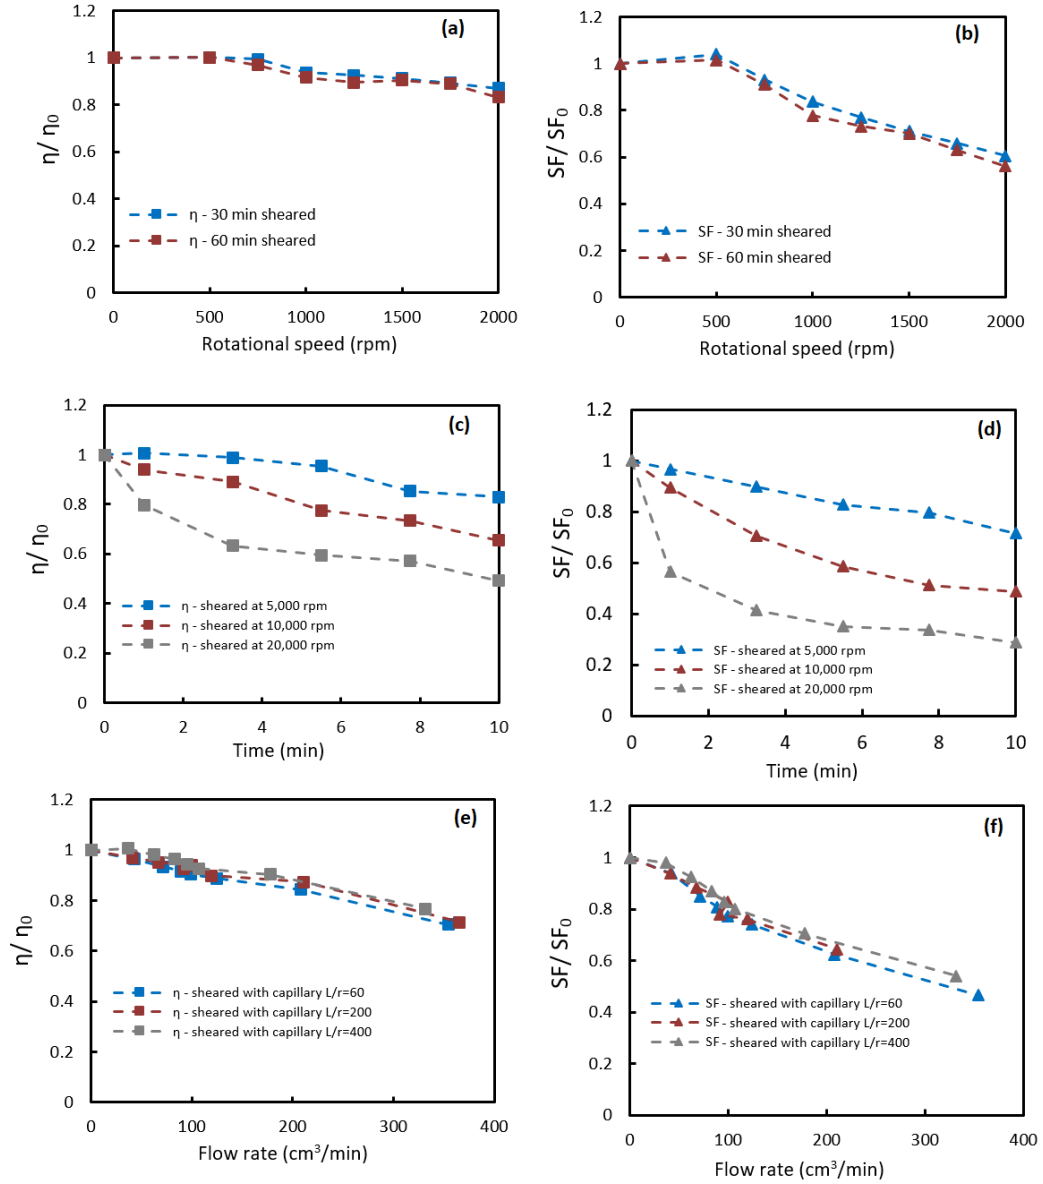 (a)
1.2
1
0.8
0.6
0.4
0.2
0
η/ η0
η - 30 min sheared
η - 60 min sheared
0 500 1000 1500 2000
Rotational speed (rpm)
(b)
1.2
1
0.8
0.6
0.4
0.2
0
SF/ SF0
SF - 30 min sheared
SF - 60 min sheared
0 500 1000 1500 2000
Rotational speed (rpm)
(c)
1.2
1
0.8
0.6
0.4
0.2
0
η/ η0
η - sheared at 5,000 rpm
η - sheared at 10,000 rpm
η - sheared at 20,000 rpm
0 2 4 6 8 10
Time (min)
(d)
1.2
1
0.8
0.6
0.4
0.2
0
SF/ SF0
SF - sheared at 5,000 rpm
SF - sheared at 10,000 rpm
SF - sheared at 20,000 rpm
0 2 4 6 8 10
Time (min)
(e)
1.2
1
0.8
0.6
0.4
0.2
0
η/ η0
η - sheared with capillary L/r=60
η - sheared with capillary L/r=200
η - sheared with capillary L/r=400
0 100 200 300 400
Flow rate (cm³/min)
(f)
1.2
1
0.8
0.6
0.4
0.2
0
SF/ SF0
SF - sheared with capillary L/r=60
SF - sheared with capillary L/r=200
SF - sheared with capillary L/r=400
0 100 200 300 400
Flow rate (cm³/min)